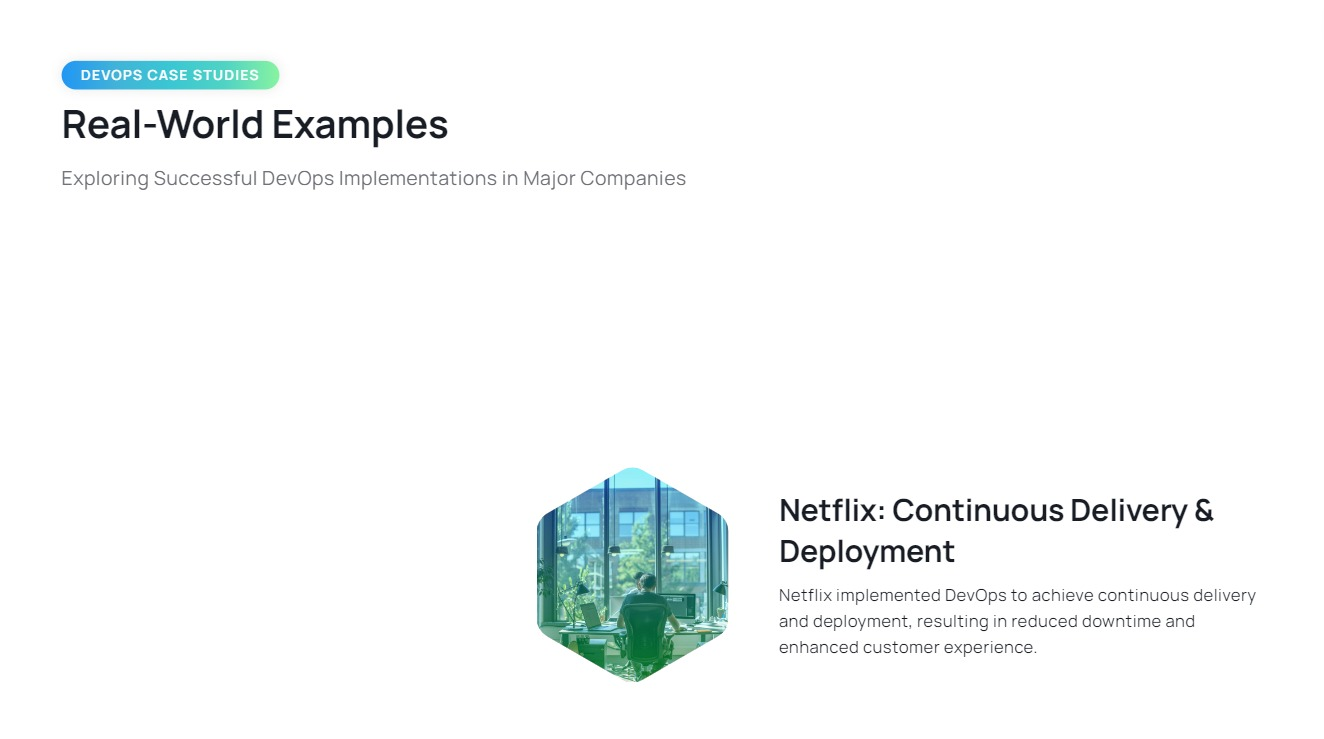 DEVOPS CASE STUDIES
Real-World Examples
Exploring Successful DevOps Implementations in Major Companies
Netflix: Continuous Delivery &
Deployment
Netflix implemented DevOps to achieve continuous delivery
and deployment, resulting in reduced downtime and
enhanced customer experience.